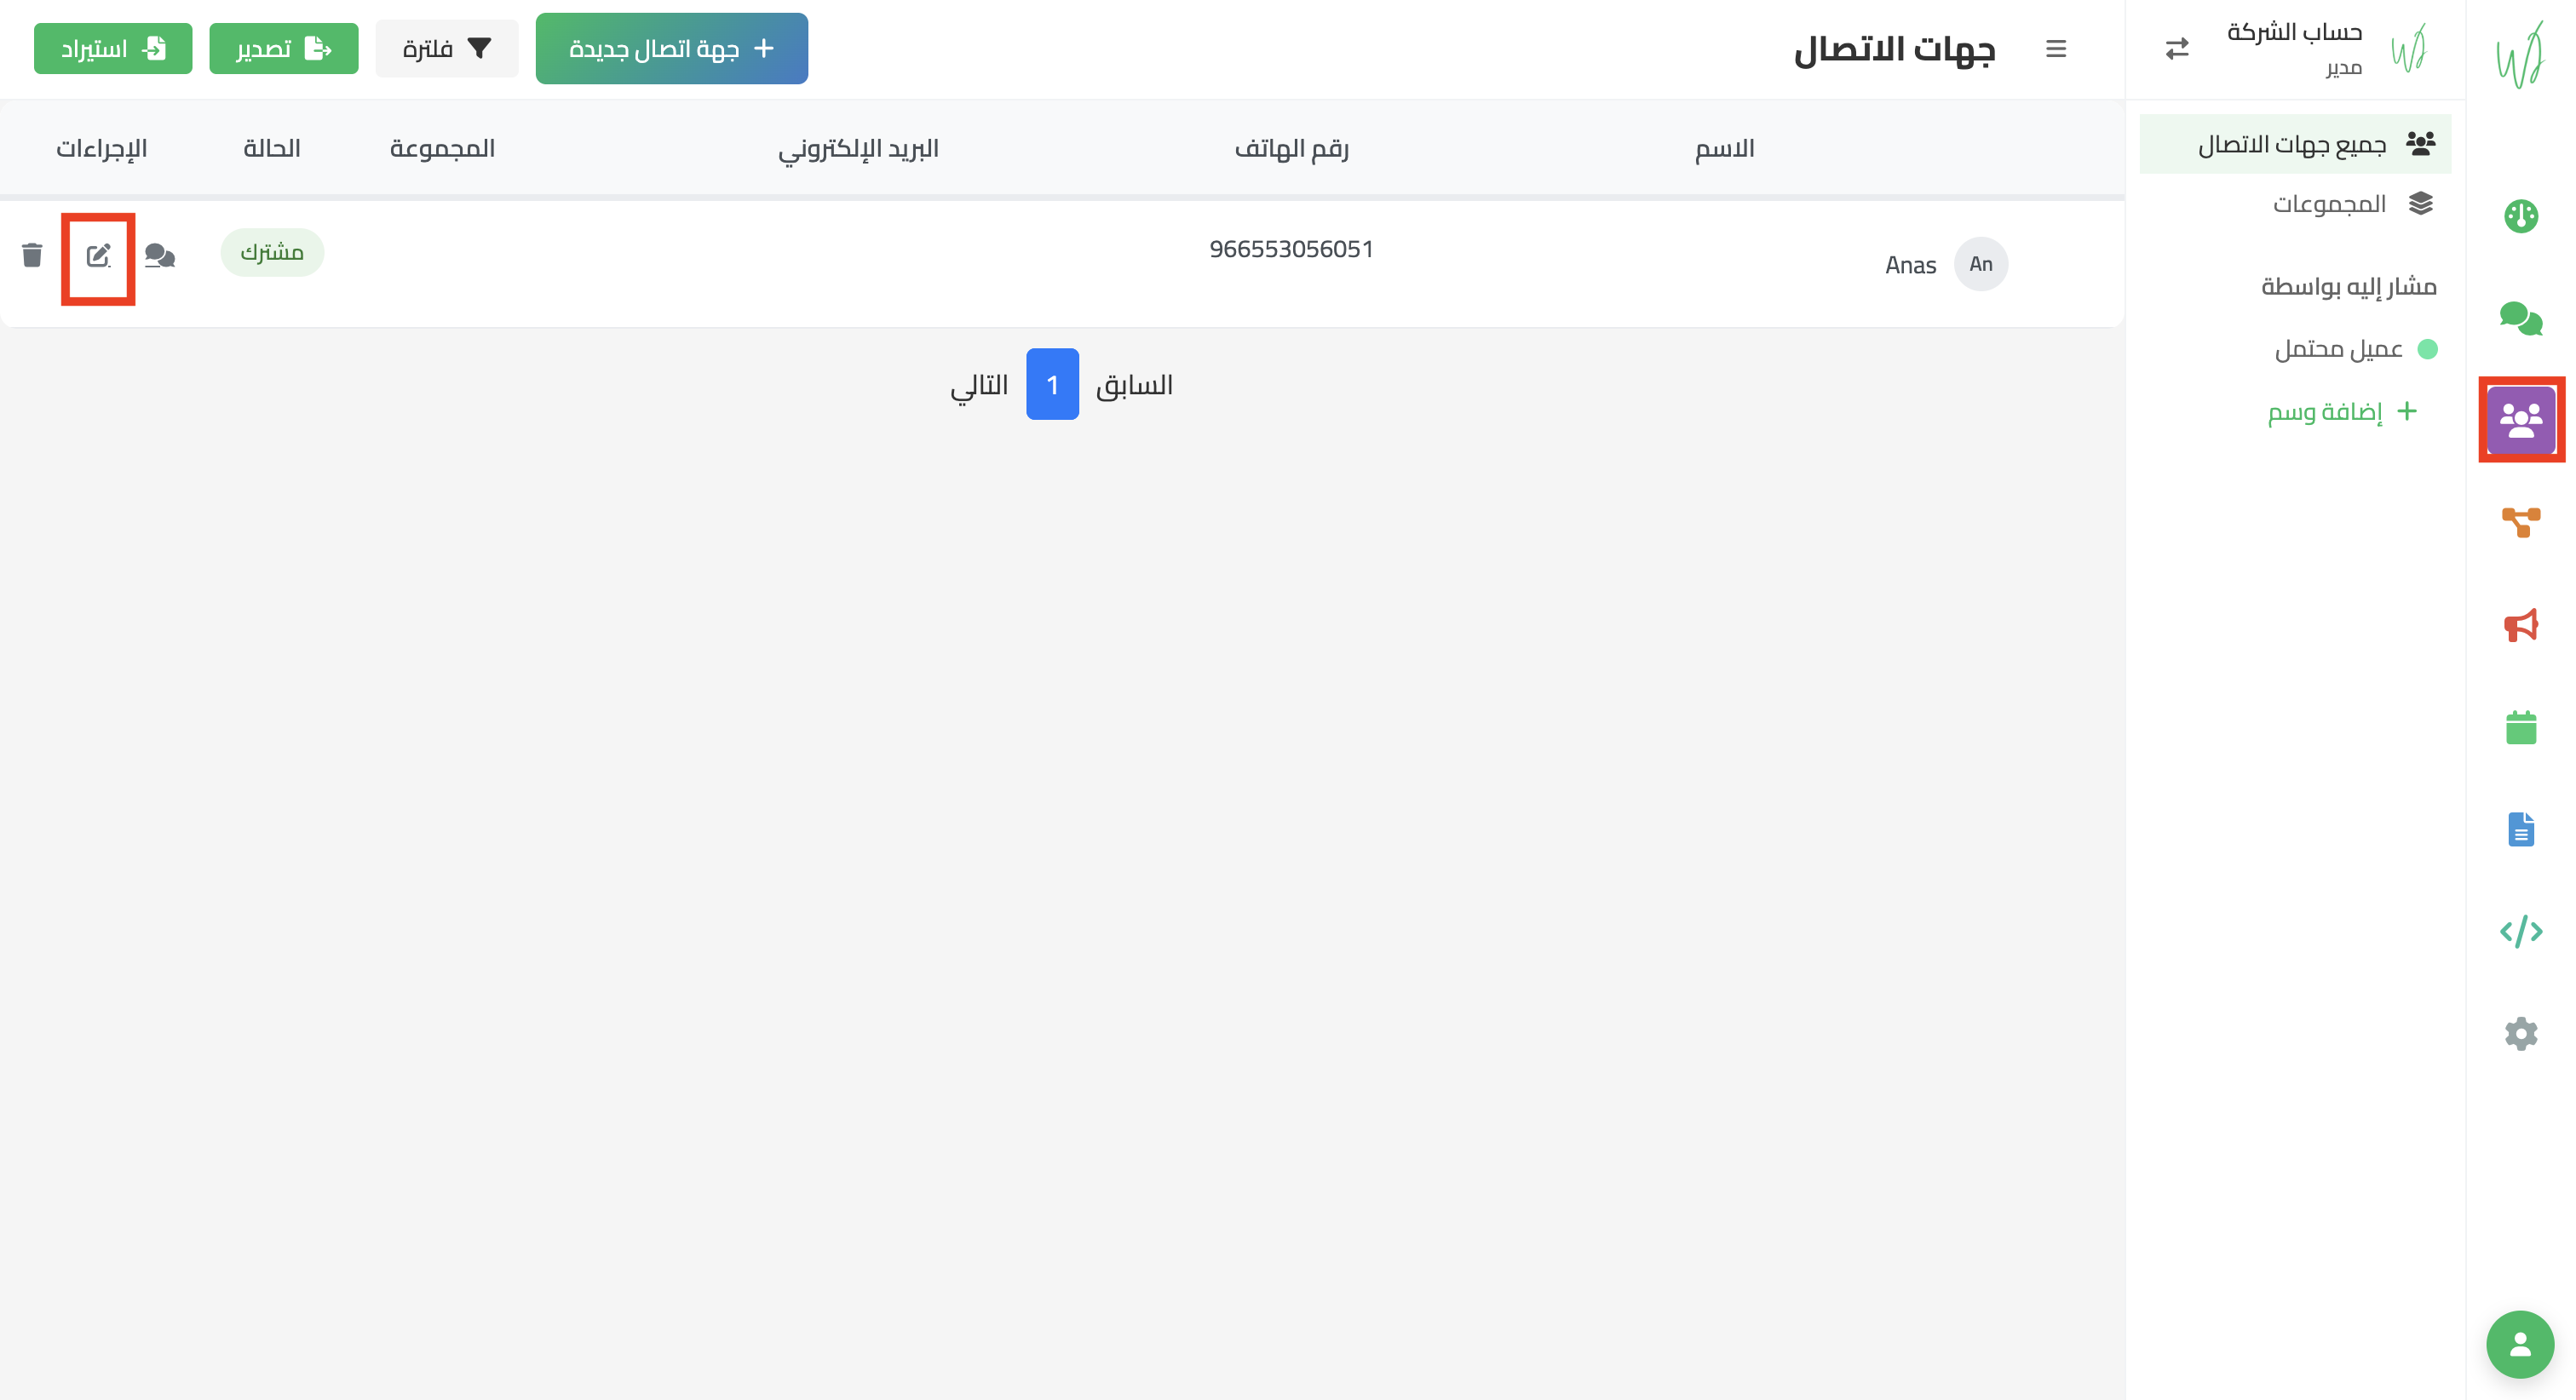 حساب الشركة
مدير
جميع جهات الاتصال
المجموعات
مشار إليه بواسطة
عميل محتمل
+ إضافة وسم
جهات الاتصال
+ جهة اتصال جديدة
فلترة
تصدير
استيراد
الاسم
رقم الهاتف
البريد الإلكتروني
المجموعة
الحالة
الإجراءات
An
Anas
966553056051
مشترك
السابق
1
التالي